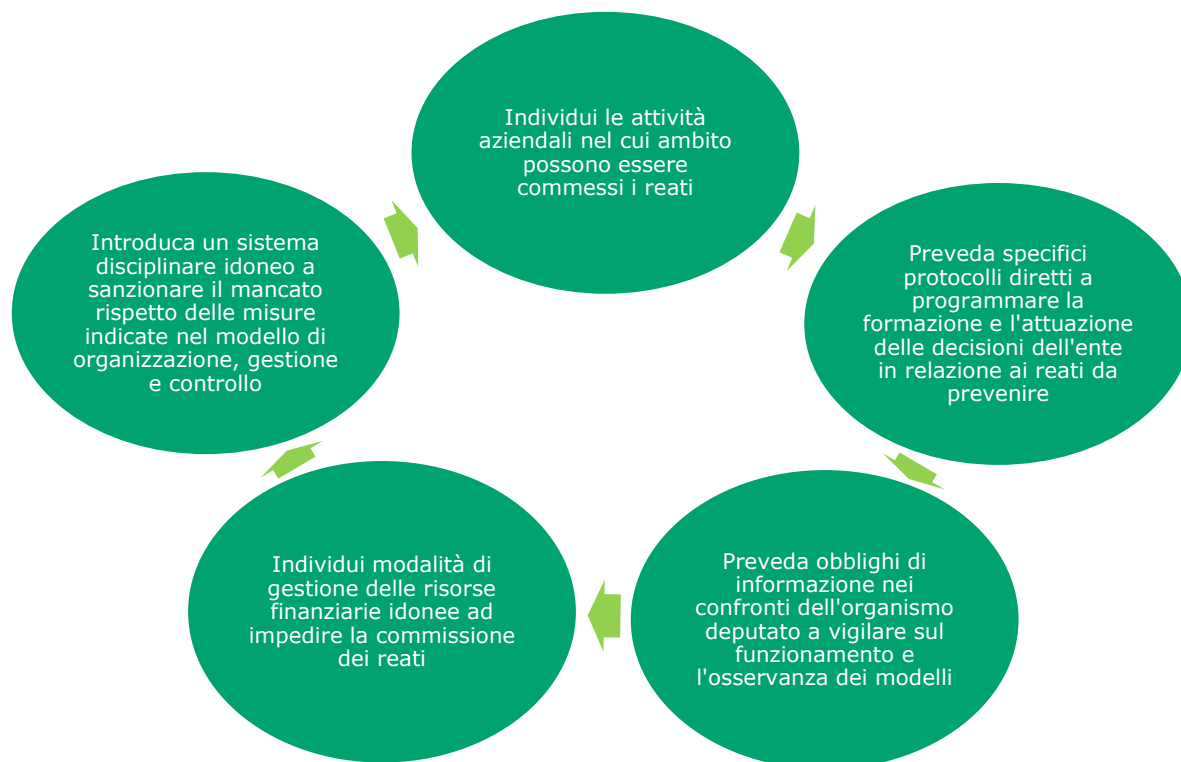 Individui le attività
aziendali nel cui ambito
possono essere
commessi i reati
Preveda specifici
protocolli diretti a
programmare la
formazione e l'attuazione
delle decisioni dell'ente
in relazione ai reati da
prevenire
Preveda obblighi di
informazione nei
confronti dell'organismo
deputato a vigilare sul
funzionamento e
l'osservanza dei modelli
Individui modalità di
gestione delle risorse
finanziarie idonee ad
impedire la commissione
dei reati
Introduca un sistema
disciplinare idoneo a
sanzionare il mancato
rispetto delle misure
indicate nel modello di
organizzazione, gestione
e controllo